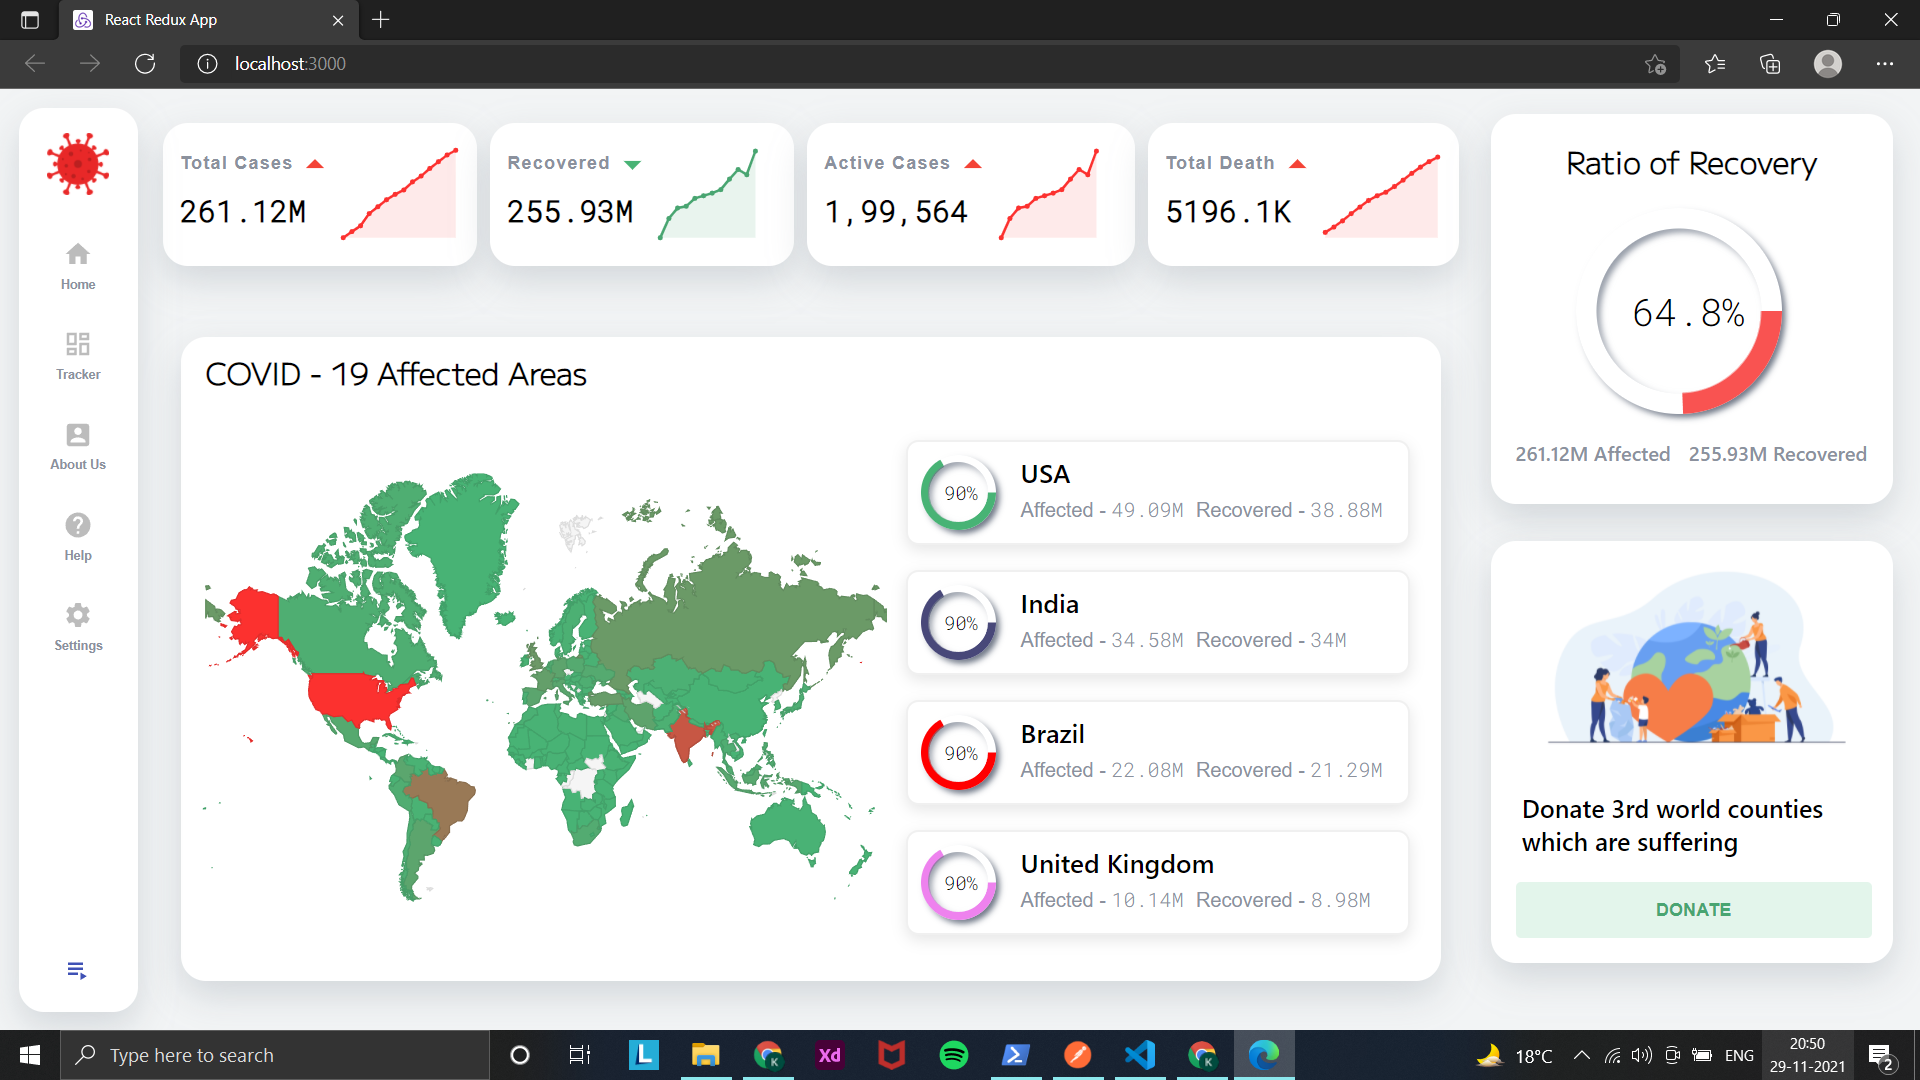 React Redux App
localhost:3000
Home
Tracker
About Us
Help
Settings
Total Cases
261.12M
Recovered
255.93M
Active Cases
1,99,564
Total Death
5196.1K
COVID - 19 Affected Areas
90%
USA
Affected - 49.09M Recovered - 38.88M
90%
India
Affected - 34.58M Recovered - 34M
90%
Brazil
Affected - 22.08M Recovered - 21.29M
90%
United Kingdom
Affected - 10.14M Recovered - 8.98M
Ratio of Recovery
64.8%
261.12M Affected 255.93M Recovered
Donate 3rd world counties
which are suffering
DONATE
Type here to search
L
K
Xd
K
18°C
ENG
20:50
29-11-2021
2